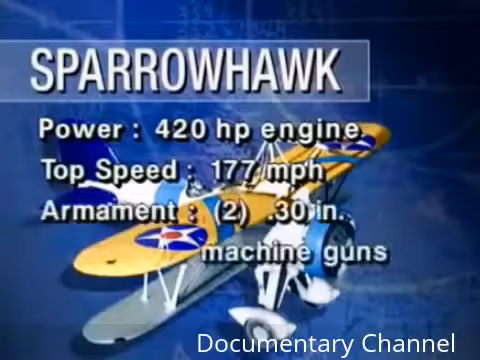 SPARROWHAWK
Power : 420 hp engine
Top Speed : 177 mph
Armament : (2) .30 in.
machine guns
Documentary Channel